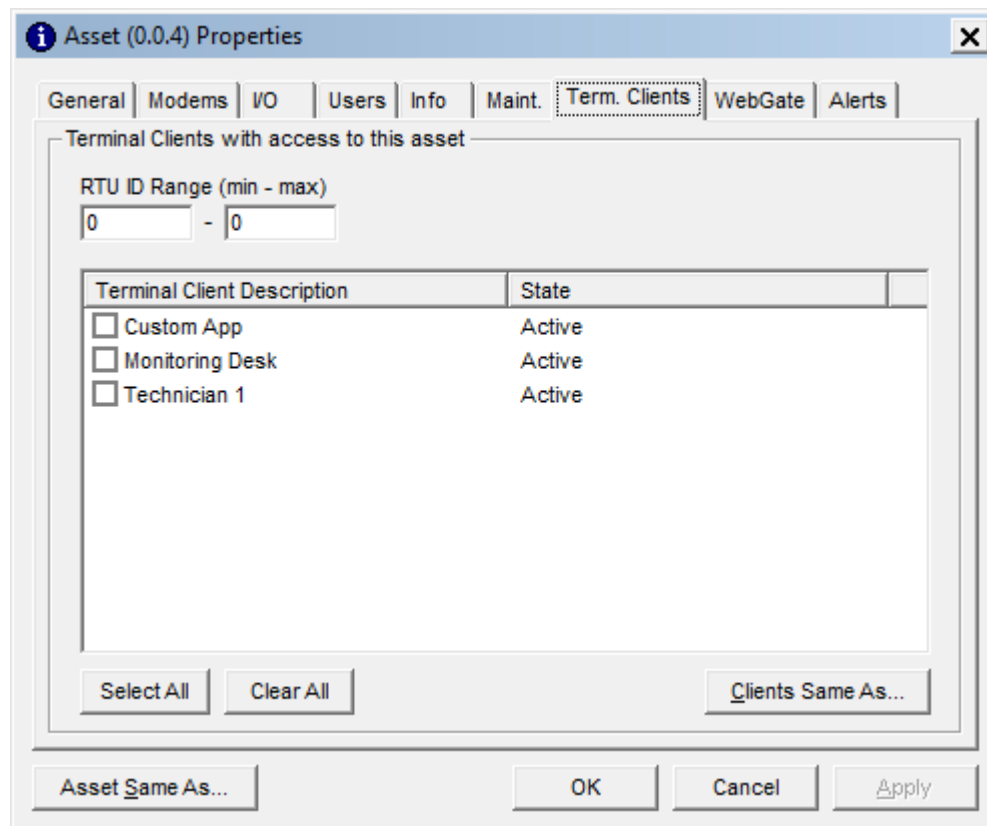 Asset (0.0.4) Properties
General Modems I/O Users Info Maint. Term. Clients WebGate Alerts
Terminal Clients with access to this asset
RTU ID Range (min - max)
0 - 0
Terminal Client Description State
Custom App Active
Monitoring Desk Active
Technician 1 Active
Select All Clear All Clients Same As...
Asset Same As... OK Cancel Apply